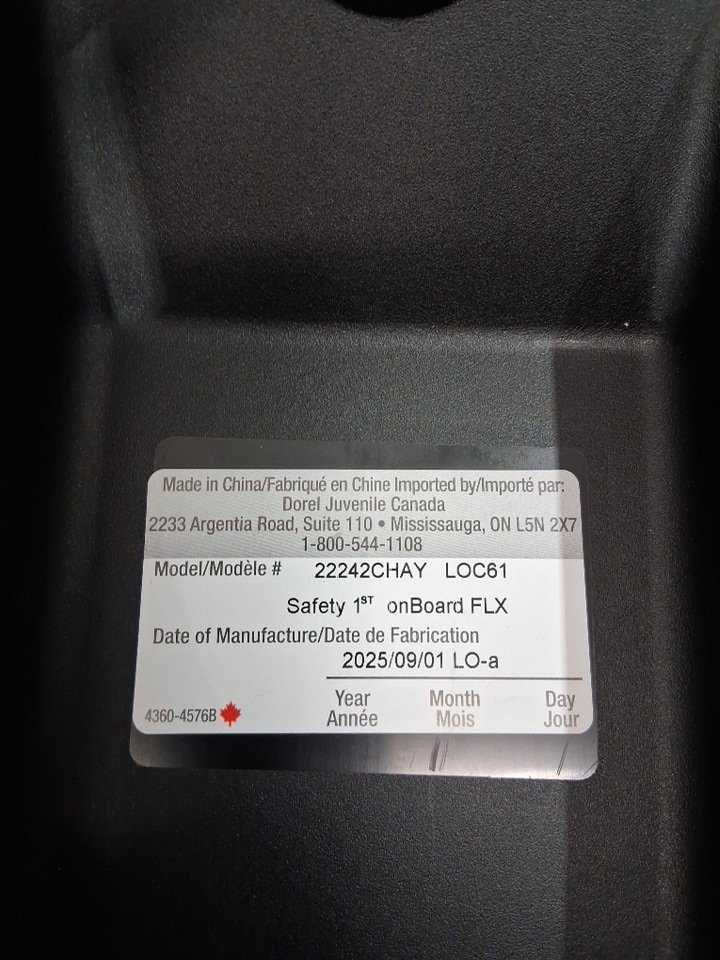 Made in China/Fabriqué en Chine Imported by/Importé par:
Dorel Juvenile Canada
2233 Argentia Road, Suite 110 • Mississauga, ON L5N 2X7
1-800-544-1108
Model/Modèle # 22242CHAY LOC61
Safety 1ST onBoard FLX
Date of Manufacture/Date de Fabrication
2025/09/01 LO-a
Year Month Day
Année Mois Jour
4360-4576B